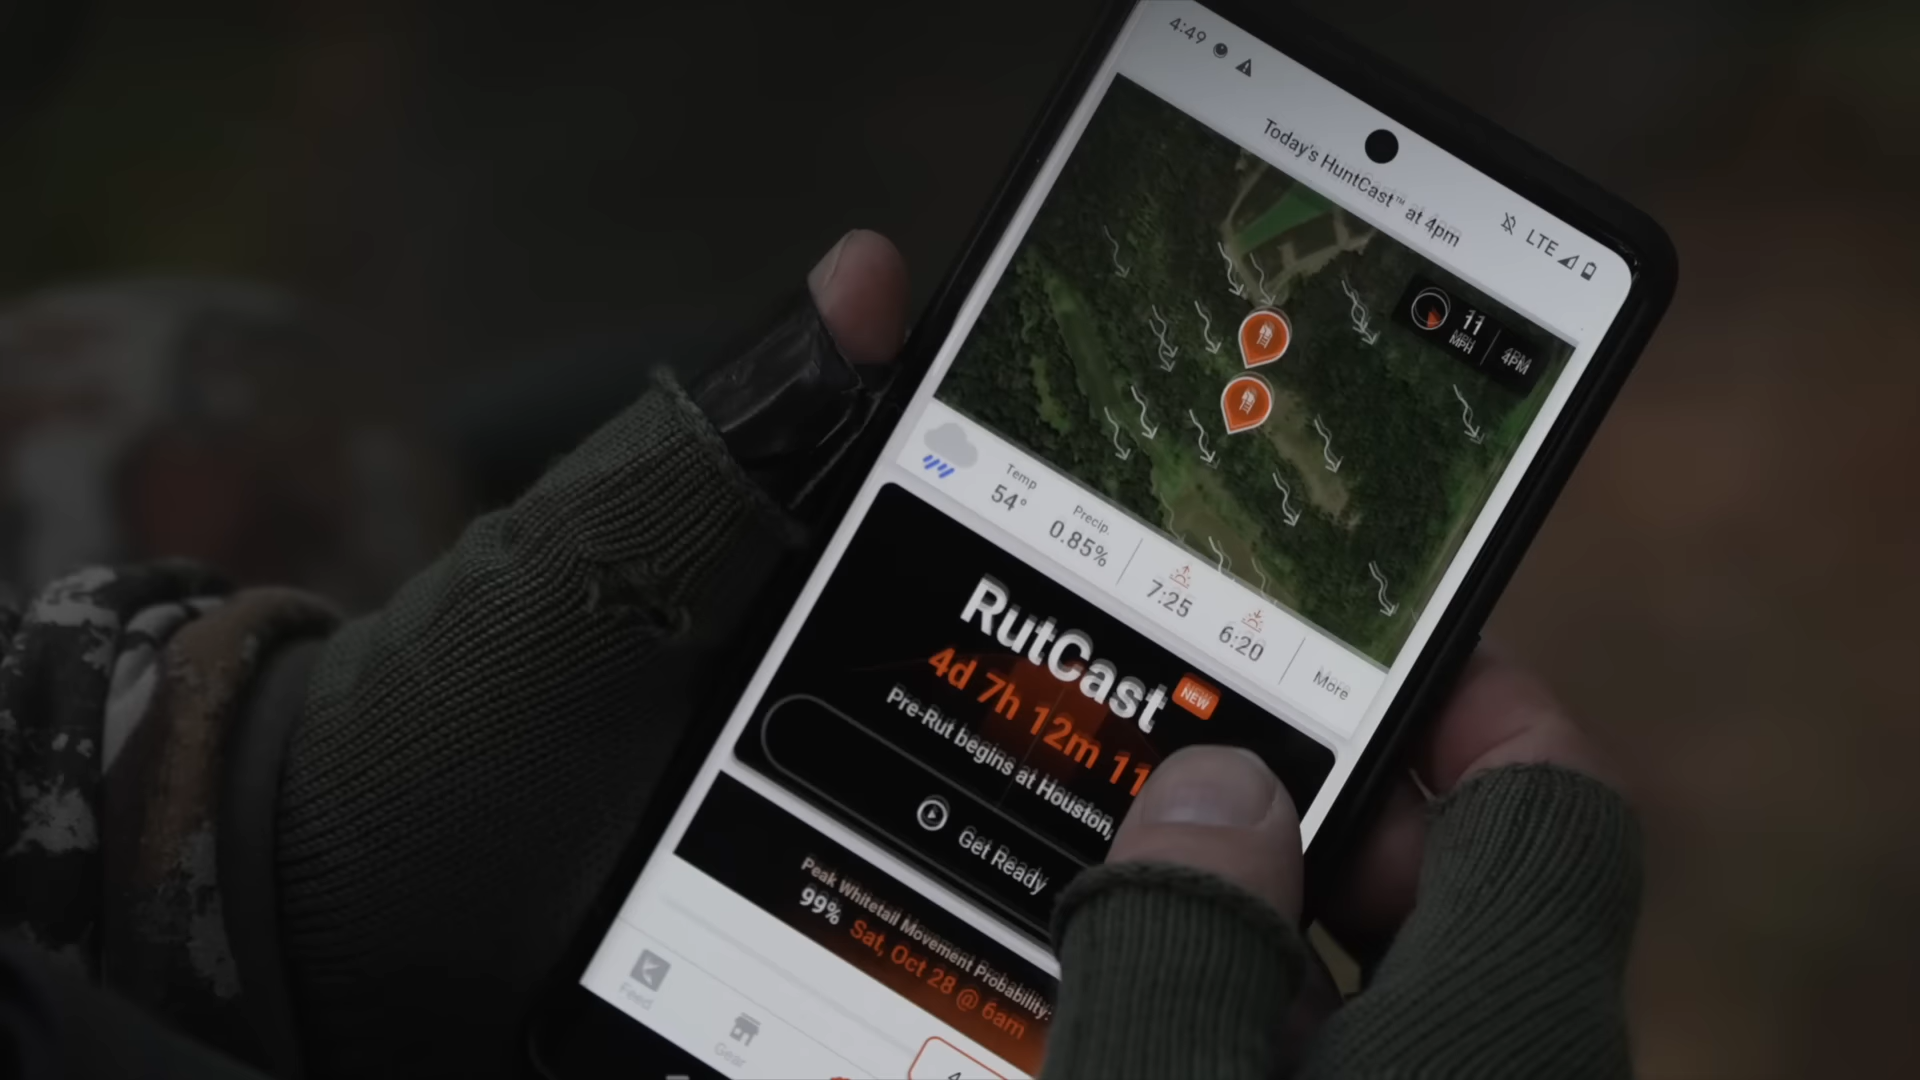 4:49
LTE
Today's HuntCast™ at 4pm
11
MPH
4PM
Temp
54°
Precip.
0.85%
7:25
6:20
More
RutCast
NEW
4d 7h 12m 11
Pre-Rut begins at Houston,
Get Ready
Peak Whitetail Movement Probability:
99% Sat, Oct 28 @ 6am
Feed
Gear